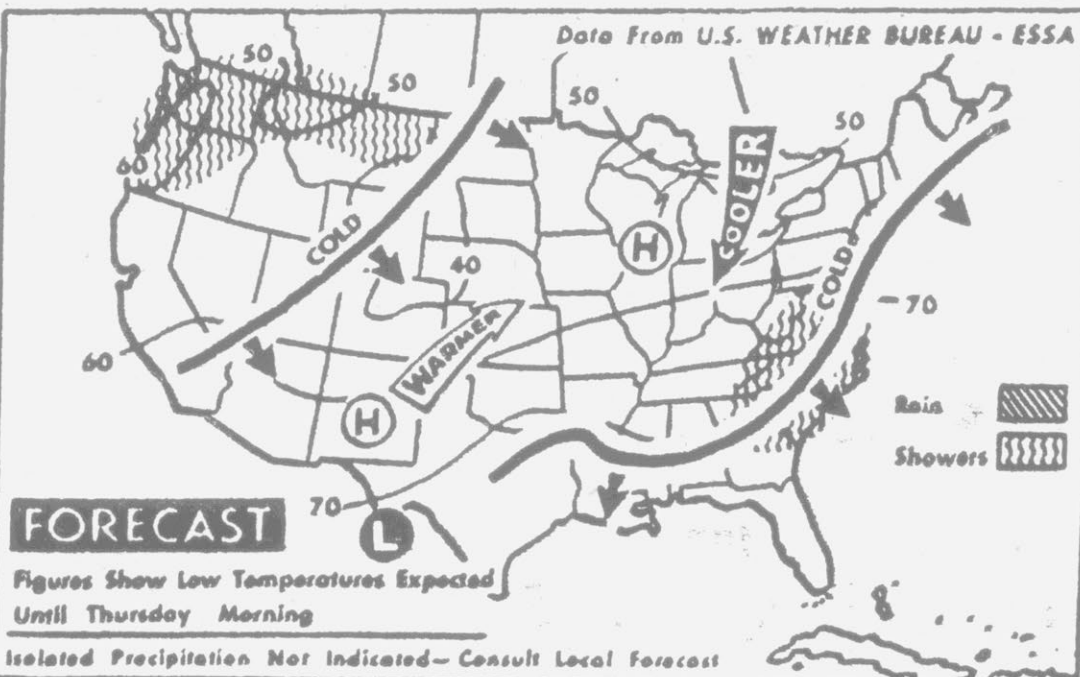 Data From U.S. WEATHER BUREAU - ESSA
50
50
50
50
60
COLD
COOLER
H
COLD
40
70
60
WARMER
H
Rain
Showers
70
L
FORECAST
Figures Show Low Temperatures Expected
Until Thursday Morning
Isolated Precipitation Not Indicated— Consult Local Forecast